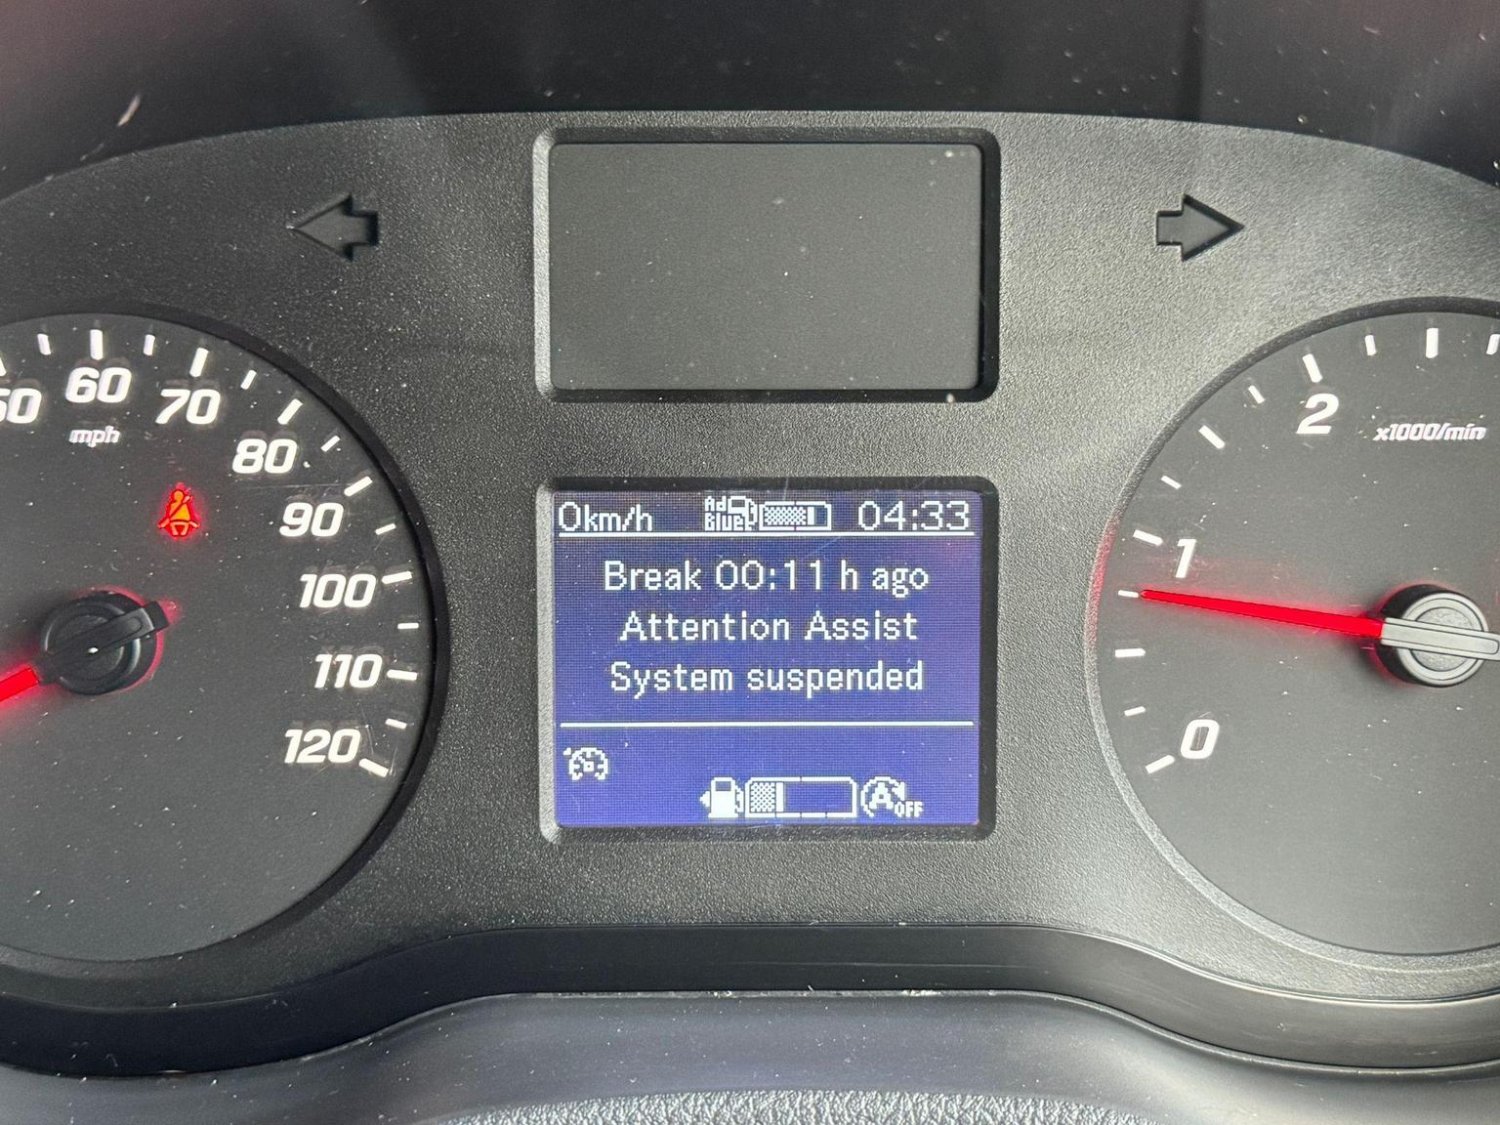 0km/h Ad Blue 04:33
Break 00:11 h ago
Attention Assist
System suspended
A OFF
60
70
mph
80
90
100
110
120
2
x1000/min
1
0